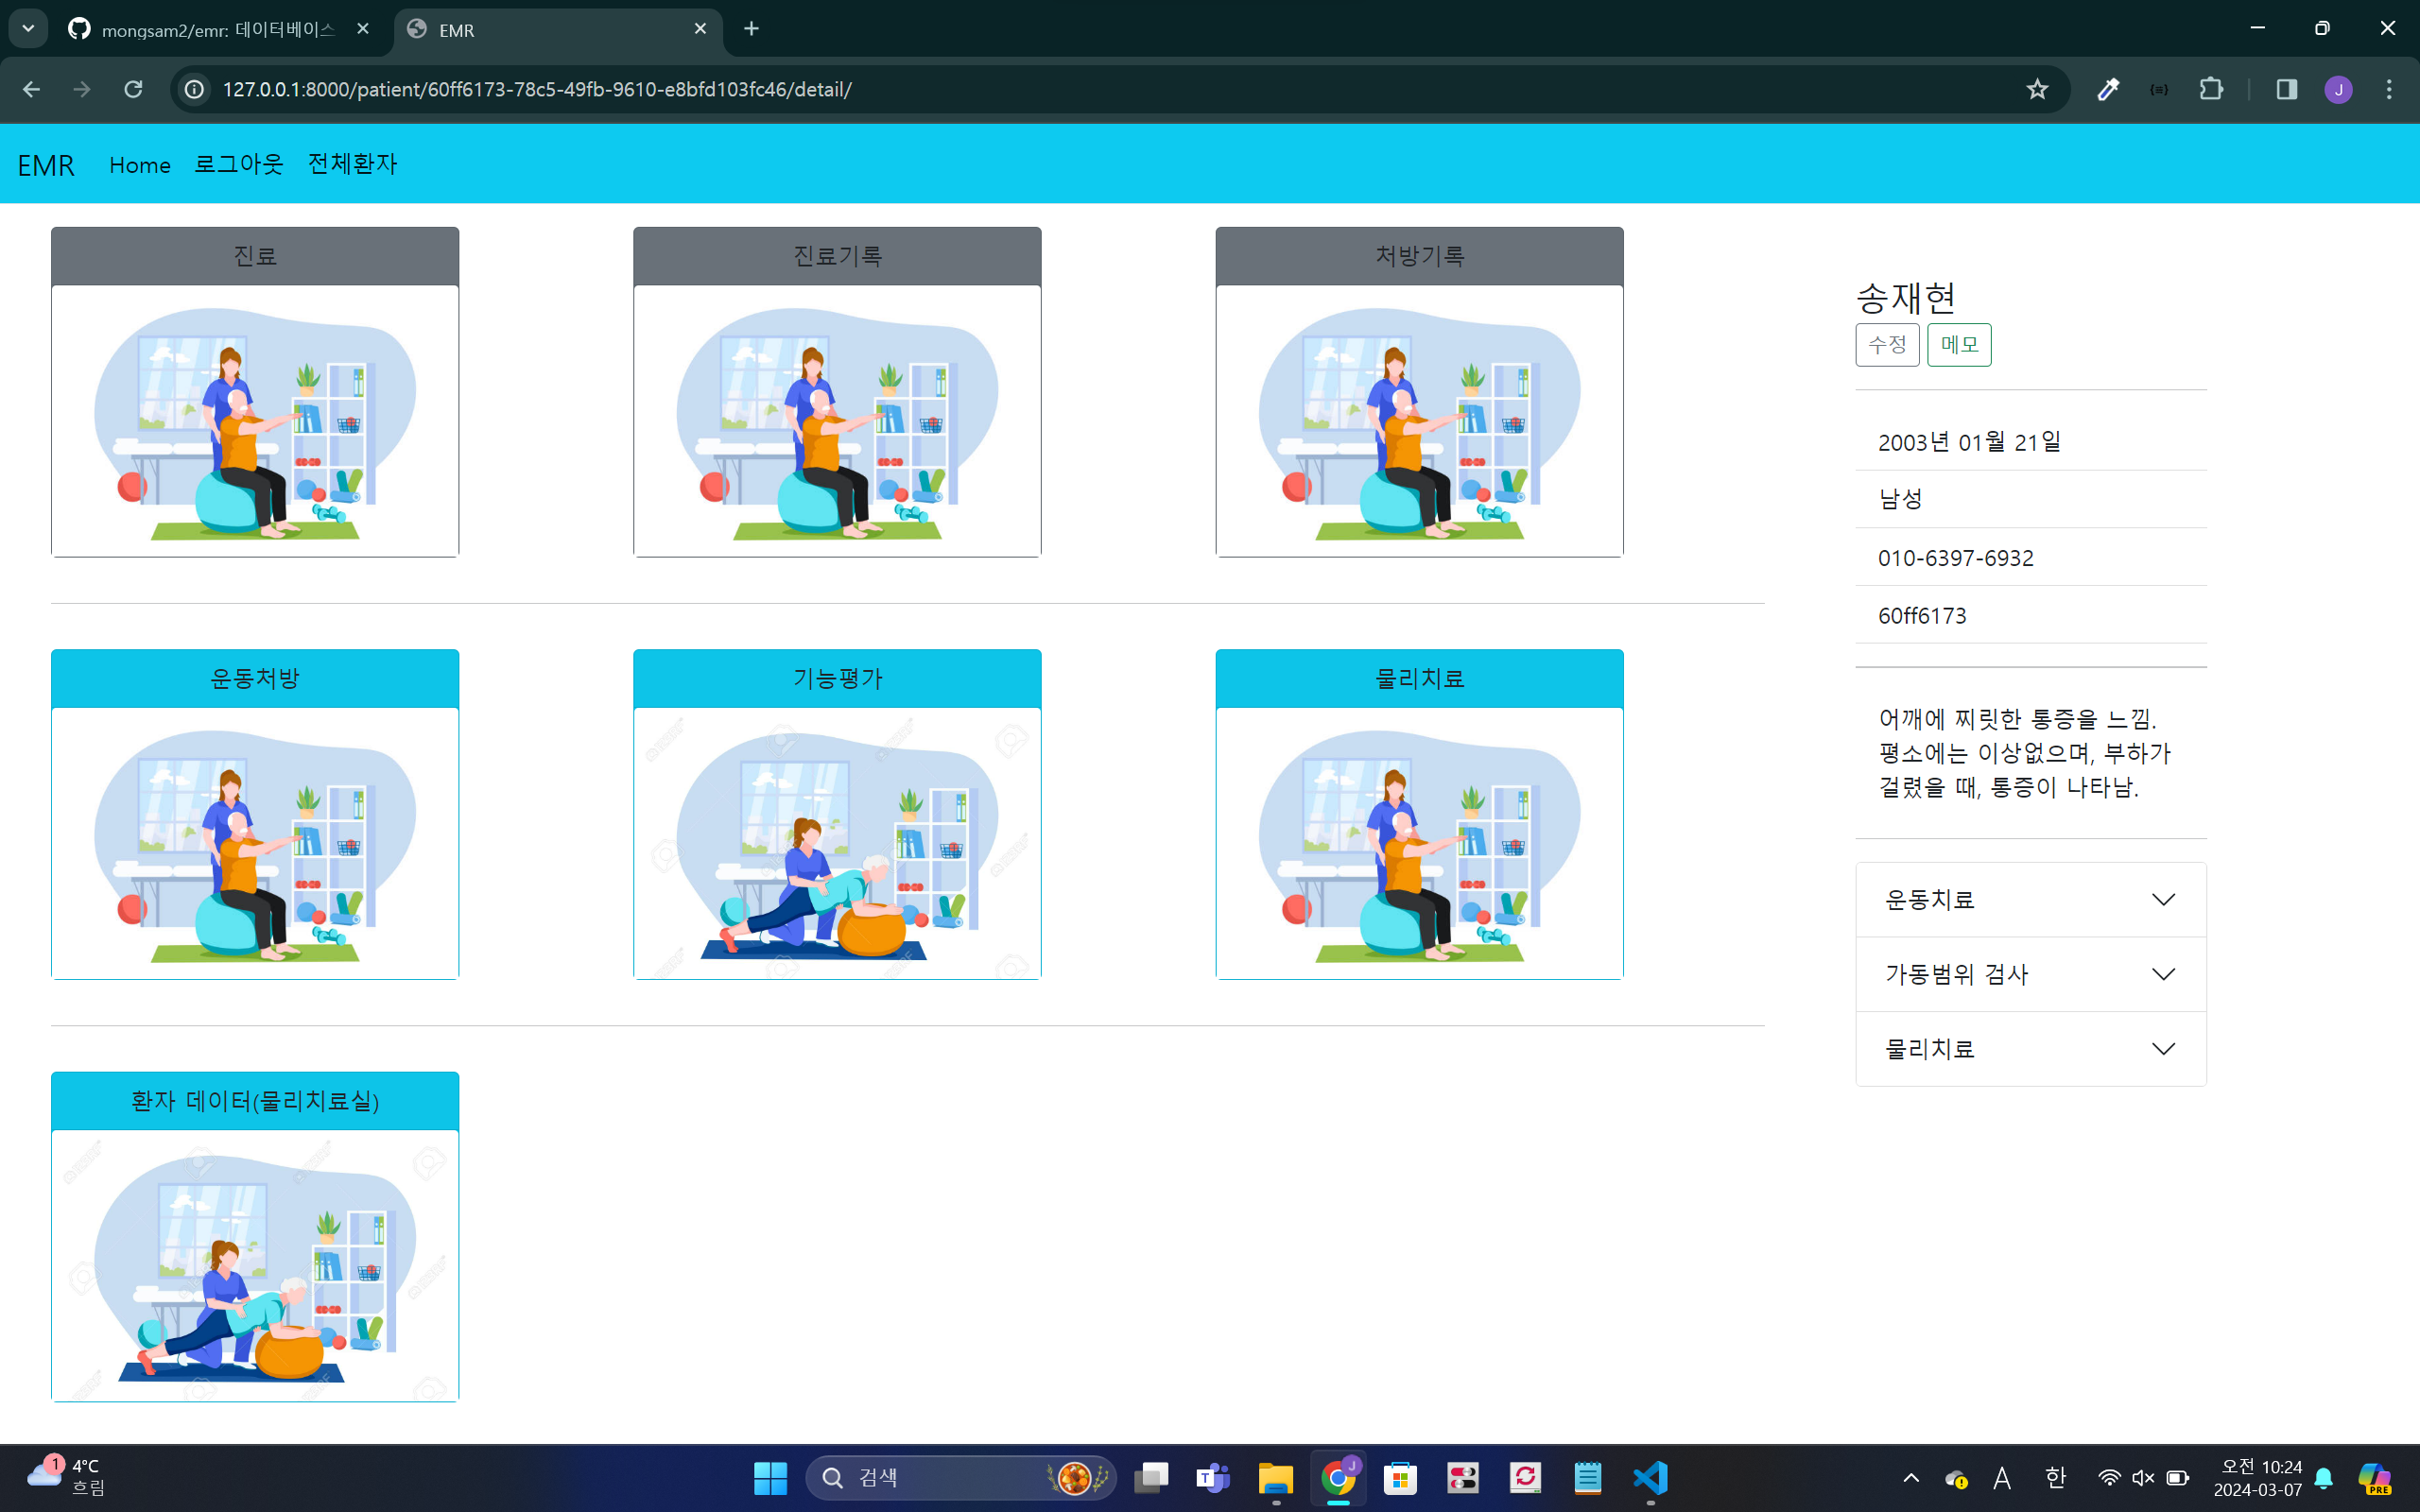 mongsam2/emr: 데이터베이스
EMR
127.0.0.1:8000/patient/60ff6173-78c5-49fb-9610-e8bfd103fc46/detail/
J
EMR Home 로그아웃 전체환자
진료
진료기록
처방기록
운동처방
기능평가
물리치료
환자 데이터(물리치료실)
송재현
수정 메모
2003년 01월 21일
남성
010-6397-6932
60ff6173
어깨에 찌릿한 통증을 느낌.
평소에는 이상없으며, 부하가
걸렸을 때, 통증이 나타남.
운동치료
가동범위 검사
물리치료
1
4°C
흐림
검색
T
J
A
한
오전 10:24
2024-03-07
PRE